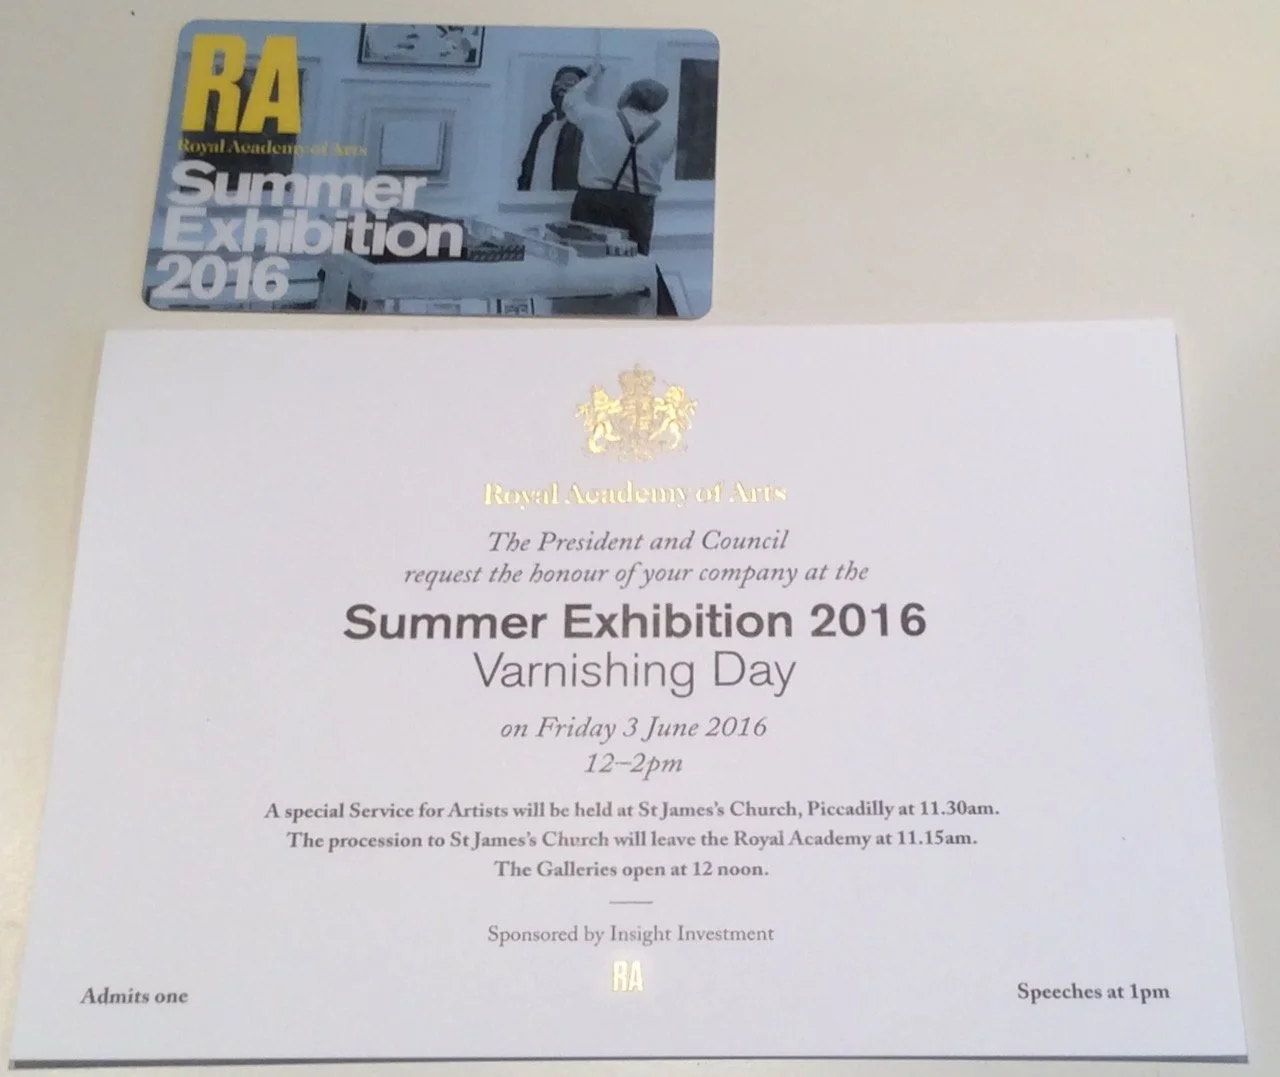 RA
Royal Academy of Arts
Summer
Exhibition
2016
Royal Academy of Arts
The President and Council
request the honour of your company at the
Summer Exhibition 2016
Varnishing Day
on Friday 3 June 2016
12–2pm
A special Service for Artists will be held at St James's Church, Piccadilly at 11.30am.
The procession to St James's Church will leave the Royal Academy at 11.15am.
The Galleries open at 12 noon.
Sponsored by Insight Investment
RA
Admits one
Speeches at 1pm